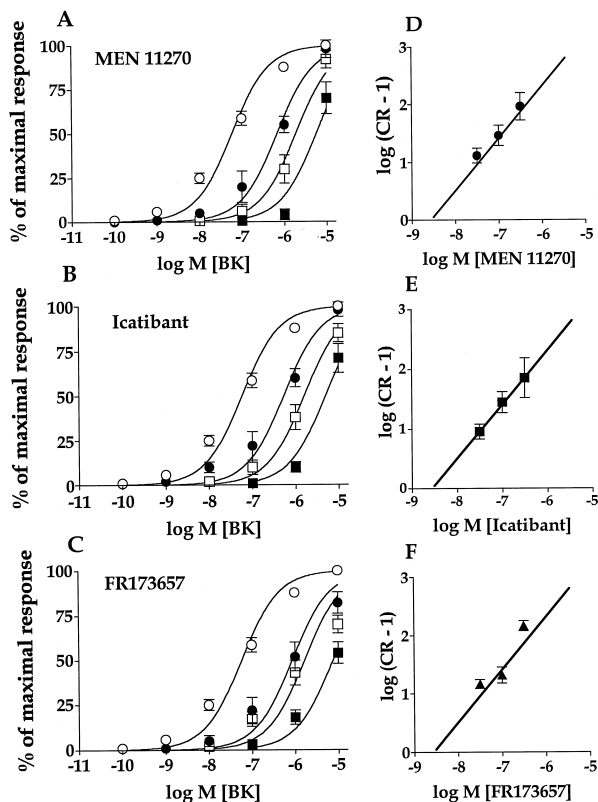 A
MEN 11270
% of maximal response
100
75
50
25
0
-11 -10 -9 -8 -7 -6 -5
log M [BK]
D
log (CR - 1)
3
2
1
0
-9 -8 -7 -6 -5
log M [MEN 11270]
B
Icatibant
% of maximal response
100
75
50
25
0
-11 -10 -9 -8 -7 -6 -5
log M [BK]
E
log (CR - 1)
3
2
1
0
-9 -8 -7 -6 -5
log M [Icatibant]
C
FR173657
% of maximal response
100
75
50
25
0
-11 -10 -9 -8 -7 -6 -5
log M [BK]
F
log (CR - 1)
3
2
1
0
-9 -8 -7 -6 -5
log M [FR173657]